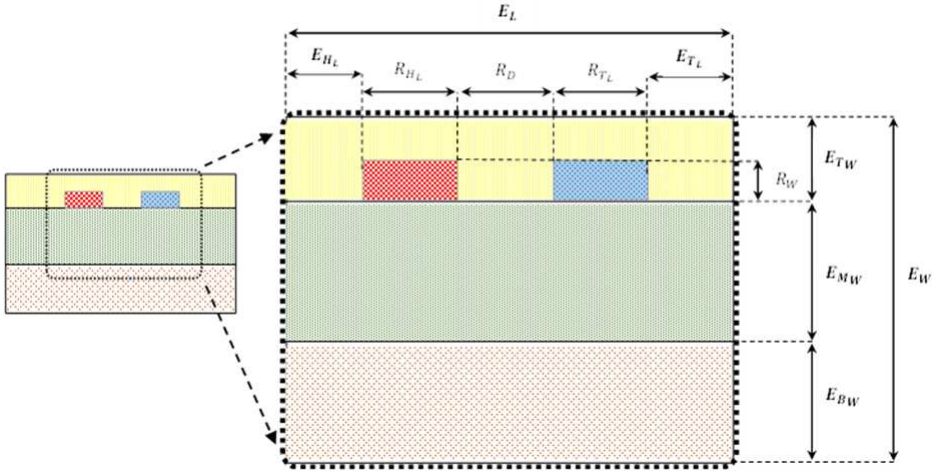 E_L
E_{H_L} R_{H_L} R_D R_{T_L} E_{T_L}
E_{TW}
R_W
E_{MW} E_W
E_{BW}